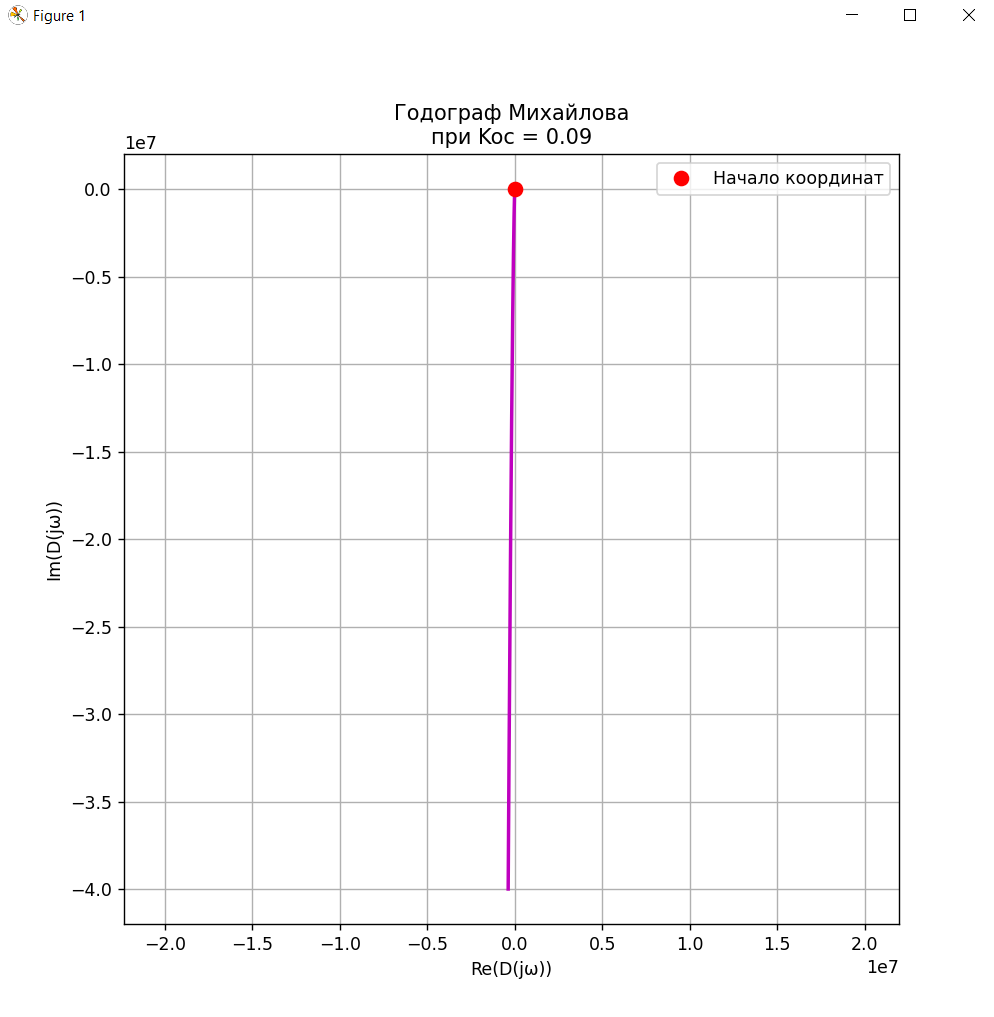 Figure 1
Годограф Михайлова
при Koc = 0.09
1e7
Начало координат
0.0
−0.5
−1.0
−1.5
−2.0
−2.5
−3.0
−3.5
−4.0
Im(D(jω))
−2.0 −1.5 −1.0 −0.5 0.0 0.5 1.0 1.5 2.0
Re(D(jω))
1e7